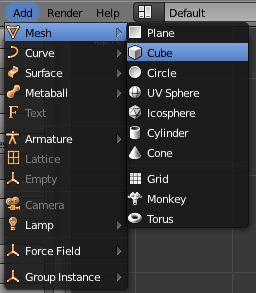 Add Render Help Default
Mesh
Curve
Surface
Metaball
Text
Armature
Lattice
Empty
Camera
Lamp
Force Field
Group Instance
Plane
Cube
Circle
UV Sphere
Icosphere
Cylinder
Cone
Grid
Monkey
Torus